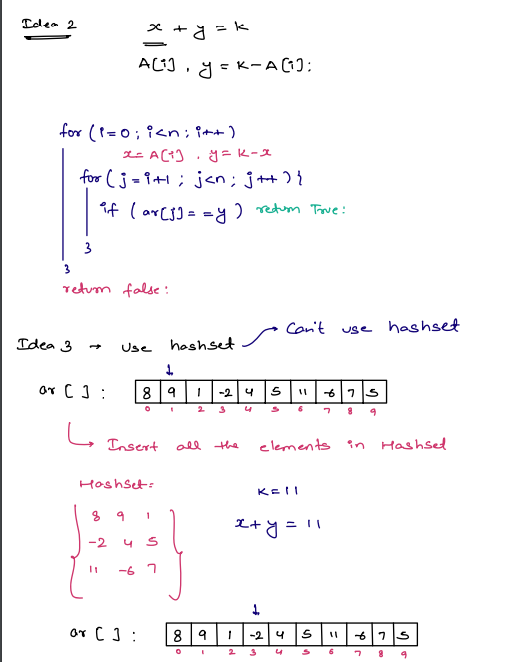 Idea 2
x + y = k
A[i], y = k - A[i];
for (i=0; i<n; i++)
x = A[i], y = k-x
for (j=i+1; j<n; j++) {
if (ar[j] == y) return True;
}
}
return false;
Idea 3 → Use hashset → Can't use hashset
↓
ar [ ] : 8 9 1 -2 4 5 11 -6 7 5
0 1 2 3 4 5 6 7 8 9
↳ Insert all the elements in Hashset
Hashset:
k=11
8 9 1
x+y = 11
-2 4 5
11 -6 7
↓
ar [ ] : 8 9 1 -2 4 5 11 -6 7 5
0 1 2 3 4 5 6 7 8 9